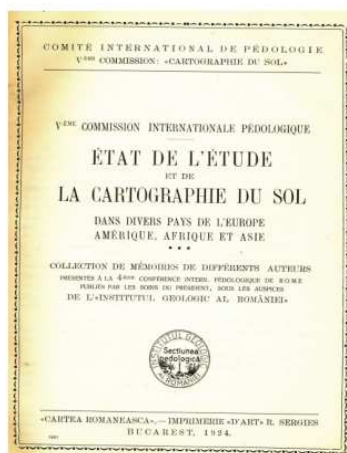 COMITÉ INTERNATIONAL DE PÉDOLOGIE
VÈME COMMISSION: «CARTOGRAPHIE DU SOL»
VÈME COMMISSION INTERNATIONALE PÉDOLOGIQUE
ÉTAT DE L'ÉTUDE
ET DE
LA CARTOGRAPHIE DU SOL
DANS DIVERS PAYS DE L'EUROPE
AMÉRIQUE, AFRIQUE ET ASIE
COLLECTION DE MÉMOIRES DE DIFFÉRENTS AUTEURS
PRÉSENTÉS À LA 4ÈME CONFÉRENCE INTERN. PÉDOLOGIQUE DE ROME
PUBLIÉS PAR LES SOINS DU PRÉSIDENT, SOUS LES AUSPICES
DE L'«INSTITUTUL GEOLOGIC AL ROMÂNIEI»
INSTITUTUL GEOLOGIC
Sectiunea
pedologică
ROMANIEI
«CARTEA ROMANEASCA», — IMPRIMERIE «D'ART» R. SERGIES
BUCAREST, 1924.